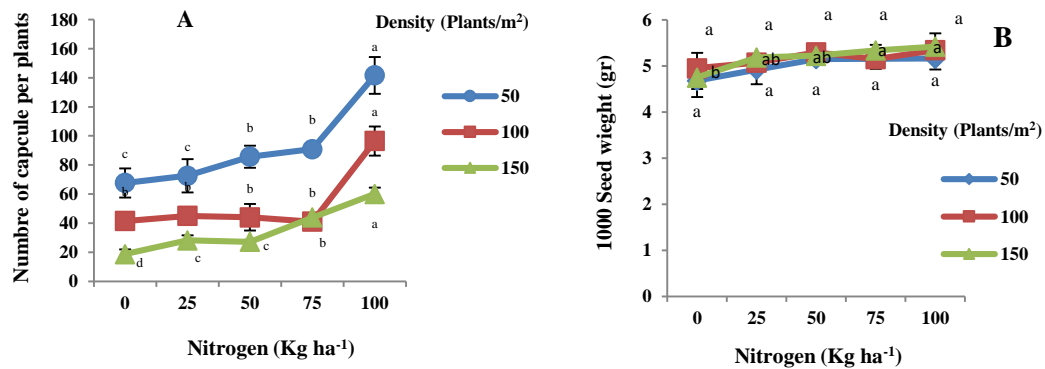 A
Density (Plants/m²)
Numbre of capcule per plants
180
160
140
120
100
80
60
40
20
0
a
b
b
c
c
a
b
b
b
b
a
b
c
c
d
50
100
150
0 25 50 75 100
Nitrogen (Kg ha⁻¹)
B
1000 Seed wieght (gr)
6
5
4
3
2
1
0
a a a a a
b ab ab a a
a a a a a
Density (Plants/m²)
50
100
150
0 25 50 75 100
Nitrogen (Kg ha⁻¹)